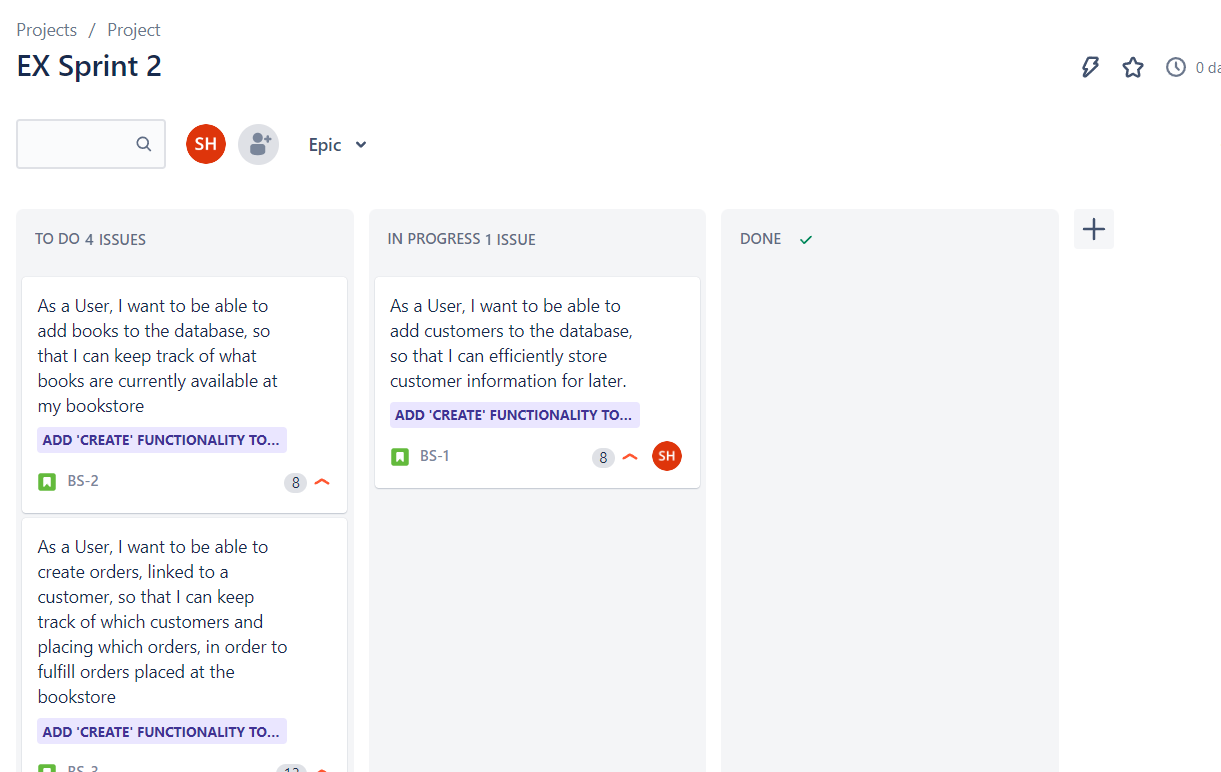 Projects / Project
EX Sprint 2
0 da
SH
Epic
TO DO 4 ISSUES
As a User, I want to be able to
add books to the database, so
that I can keep track of what
books are currently available at
my bookstore
ADD 'CREATE' FUNCTIONALITY TO...
BS-2
8
As a User, I want to be able to
create orders, linked to a
customer, so that I can keep
track of which customers and
placing which orders, in order to
fulfill orders placed at the
bookstore
ADD 'CREATE' FUNCTIONALITY TO...
BS-3
13
IN PROGRESS 1 ISSUE
As a User, I want to be able to
add customers to the database,
so that I can efficiently store
customer information for later.
ADD 'CREATE' FUNCTIONALITY TO...
BS-1
8
SH
DONE